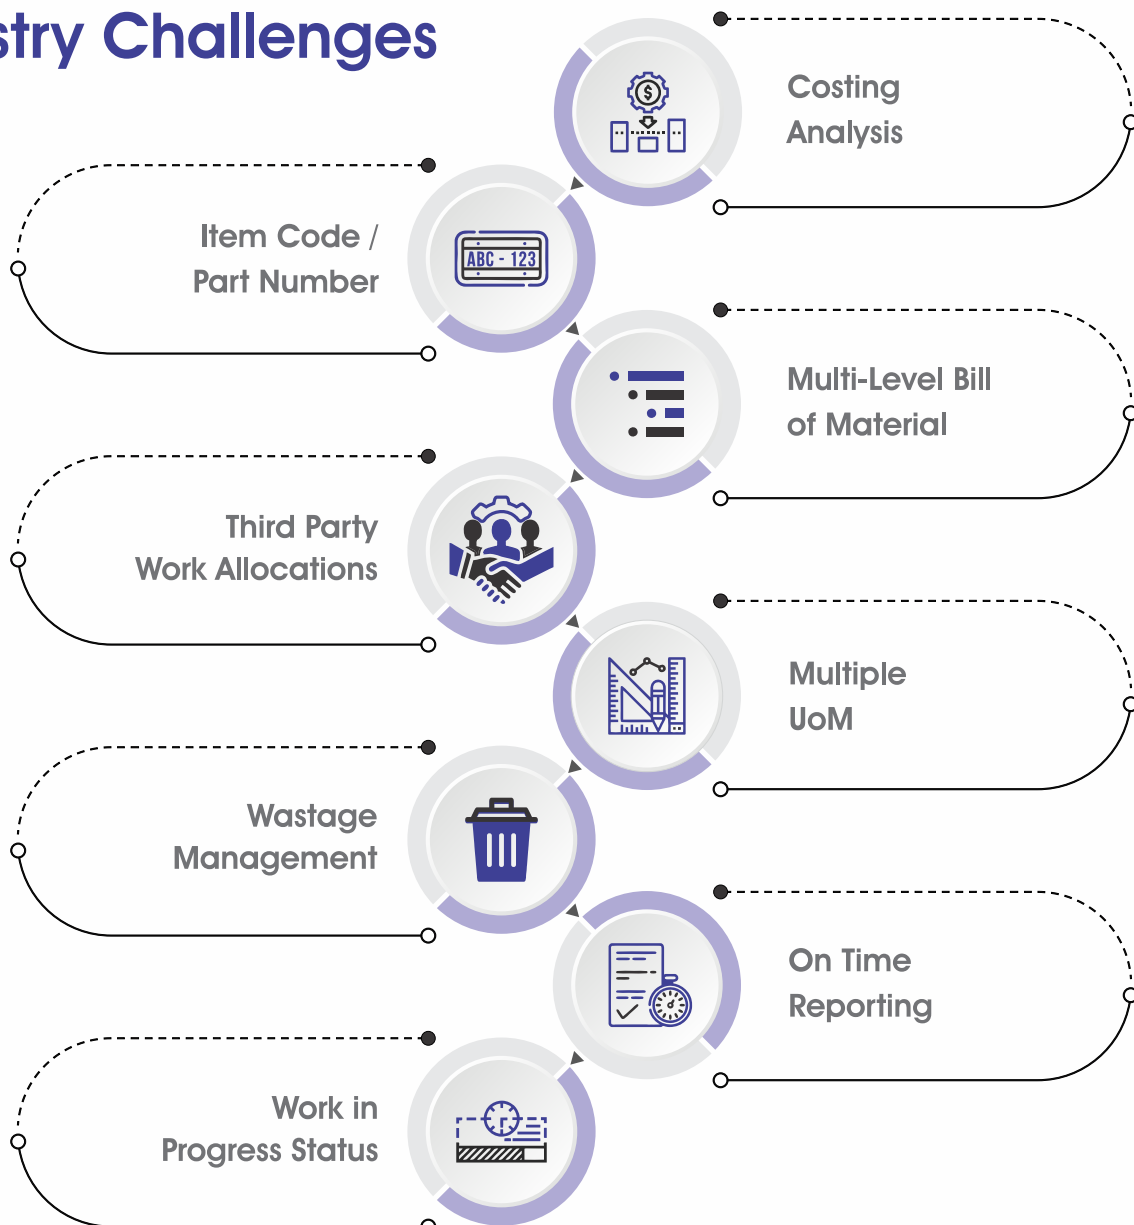 stry Challenges
Costing
Analysis
Item Code /
Part Number
ABC - 123
Multi-Level Bill
of Material
Third Party
Work Allocations
Multiple
UoM
Wastage
Management
On Time
Reporting
Work in
Progress Status